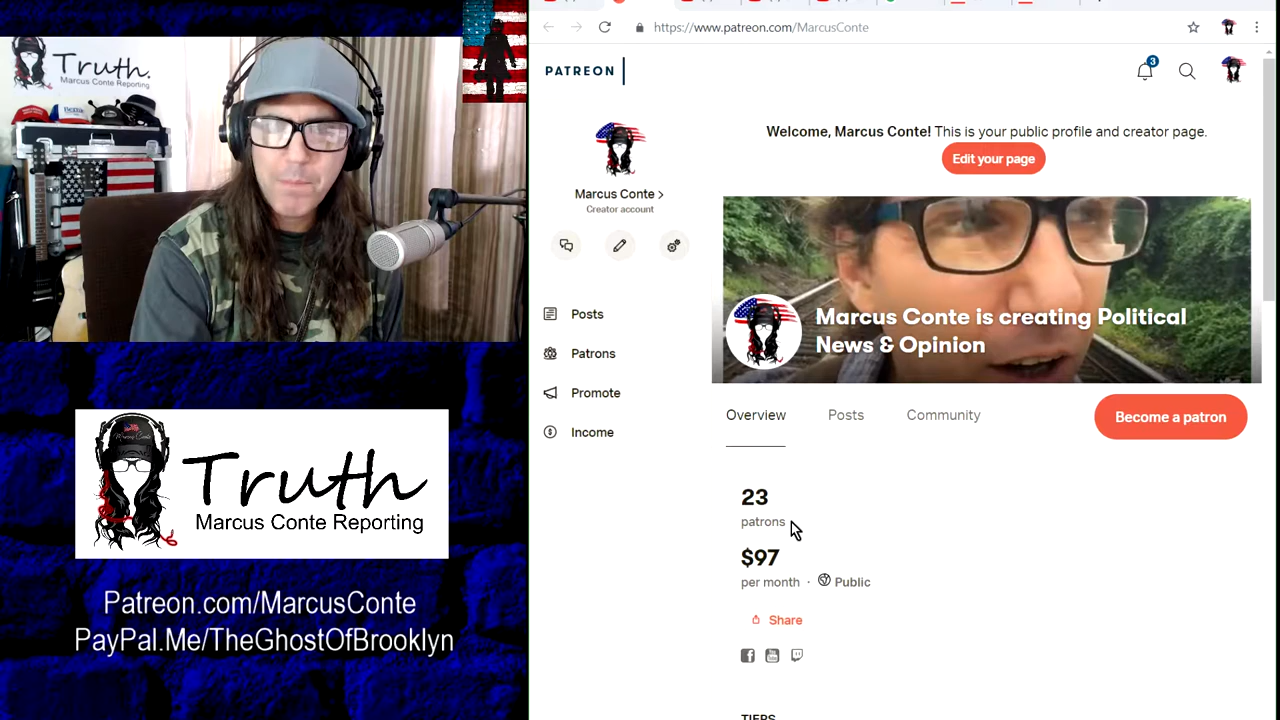 Truth.
Marcus Conte Reporting
Truth
Marcus Conte Reporting
Patreon.com/MarcusConte
PayPal.Me/TheGhostOfBrooklyn
https://www.patreon.com/MarcusConte
PATREON
3
Marcus Conte >
Creator account
Posts
Patrons
Promote
Income
Welcome, Marcus Conte! This is your public profile and creator page.
Edit your page
Marcus Conte is creating Political
News & Opinion
Overview
Posts
Community
Become a patron
23
patrons
$97
per month · Public
Share
TIERS